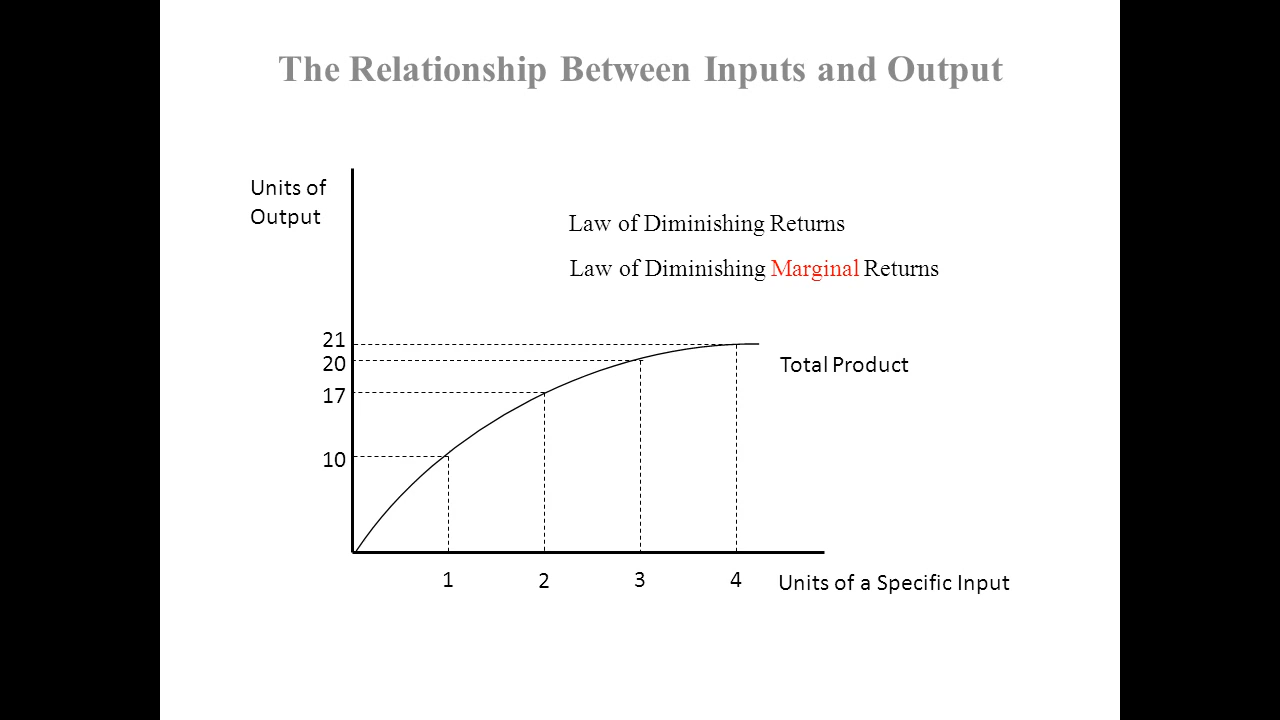 The Relationship Between Inputs and Output
Units of
Output
Law of Diminishing Returns
Law of Diminishing Marginal Returns
21
20
17
10
Total Product
1
2
3
4
Units of a Specific Input